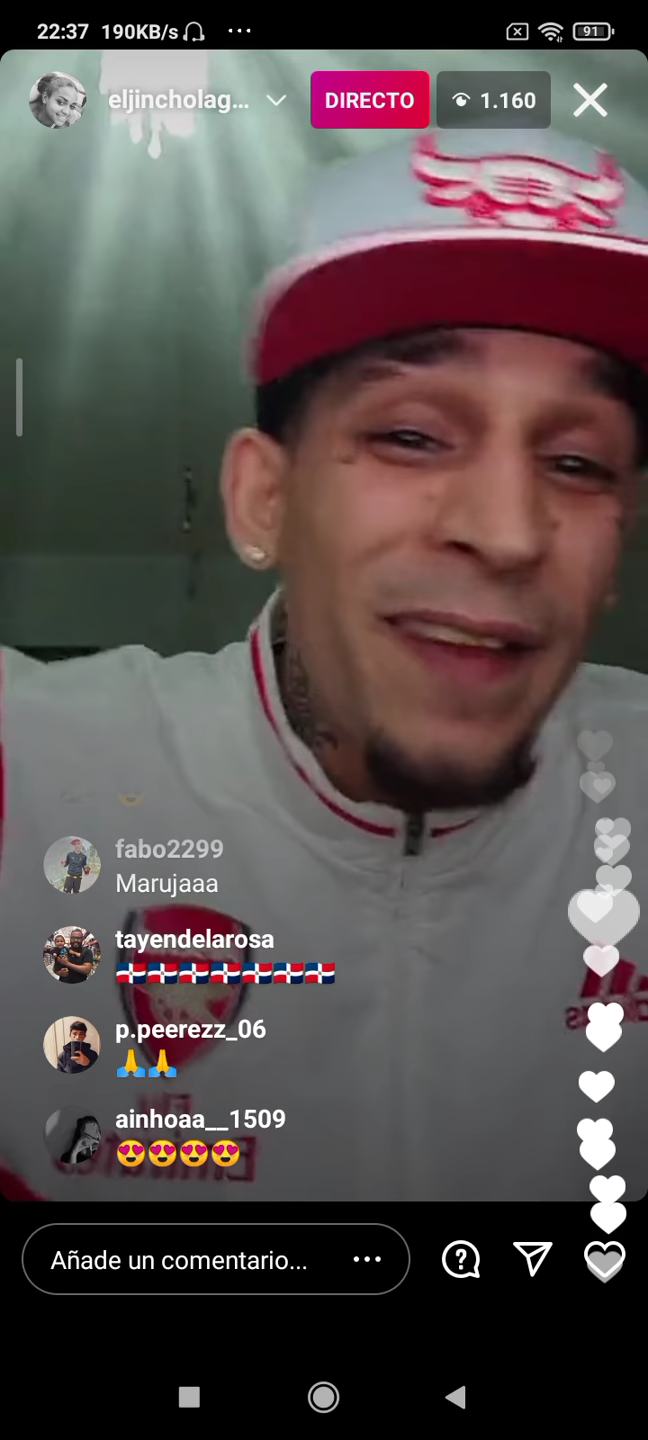 22:37 190KB/s
91
eljincholag...
DIRECTO
1.160
fabo2299
Marujaaa
tayendelarosa
🇩🇴🇩🇴🇩🇴🇩🇴🇩🇴🇩🇴🇩🇴
p.peerezz_06
🙏🙏
ainhoaa__1509
😍😍😍😍
Añade un comentario...